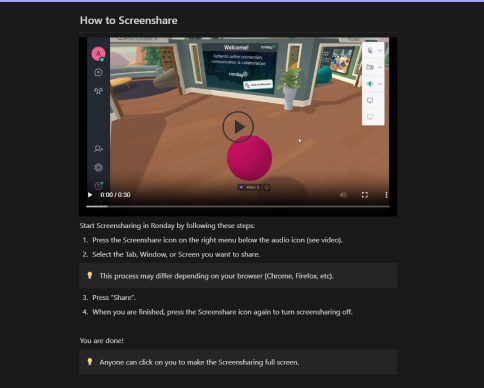 How to Screenshare
A
Welcome!
ronday
Authentic online connection,
communication & collaboration
ronday
0:00 / 0:30
Start Screensharing in Ronday by following these steps:
1. Press the Screenshare icon on the right menu below the audio icon (see video).
2. Select the Tab, Window, or Screen you want to share.
This process may differ depending on your browser (Chrome, Firefox, etc).
3. Press "Share".
4. When you are finished, press the Screenshare icon again to turn screensharing off.
You are done!
Anyone can click on you to make the Screensharing full screen.